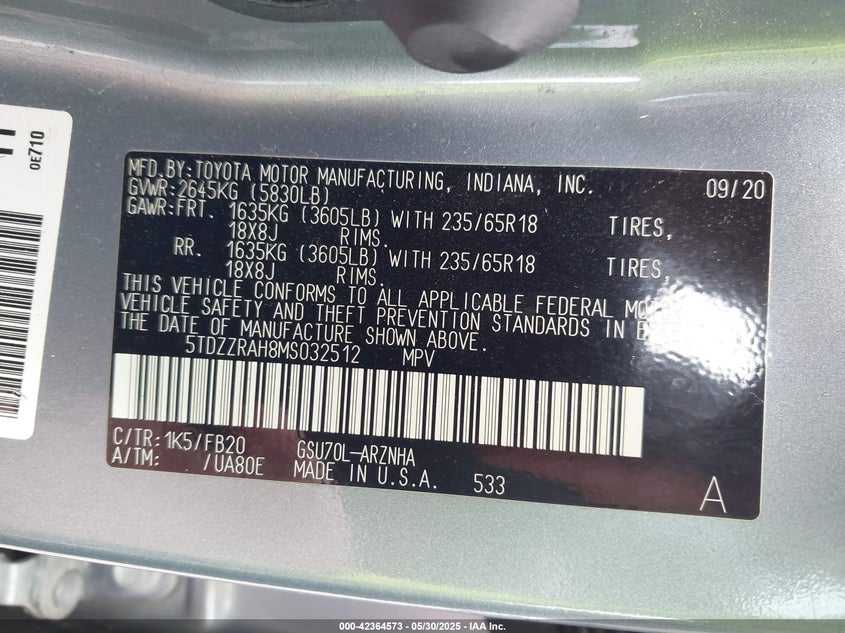 MFD.BY:TOYOTA MOTOR MANUFACTURING, INDIANA, INC. 09/20
GVWR:2645KG (5830LB)
GAWR:FRT. 1635KG (3605LB) WITH 235/65R18 TIRES,
18X8J RIMS.
RR. 1635KG (3605LB) WITH 235/65R18 TIRES,
18X8J RIMS.
THIS VEHICLE CONFORMS TO ALL APPLICABLE FEDERAL
VEHICLE SAFETY AND THEFT PREVENTION STANDARDS IN
THE DATE OF MANUFACTURE SHOWN ABOVE.
5TDZZRAH8MS032512 MPV
C/TR:1K5/FB20 GSU70L-ARZNHA
A/TM: /UA80E MADE IN U.S.A. 533 A
0E710
000-42364573 — 05/30/2025 — IAA Inc.